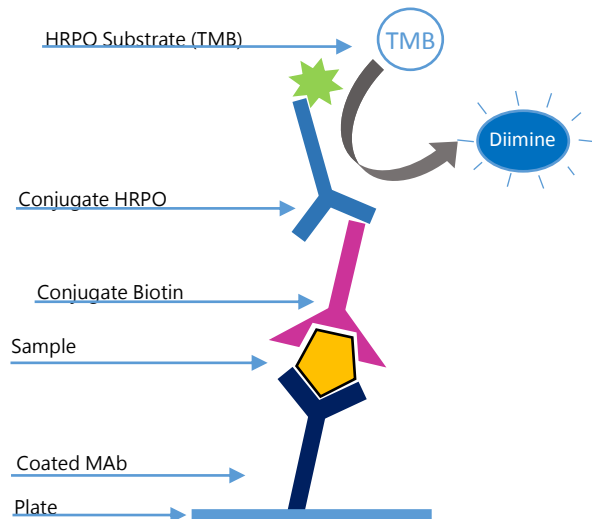 HRPO Substrate (TMB)
TMB
Diimine
Conjugate HRPO
Conjugate Biotin
Sample
Coated MAb
Plate